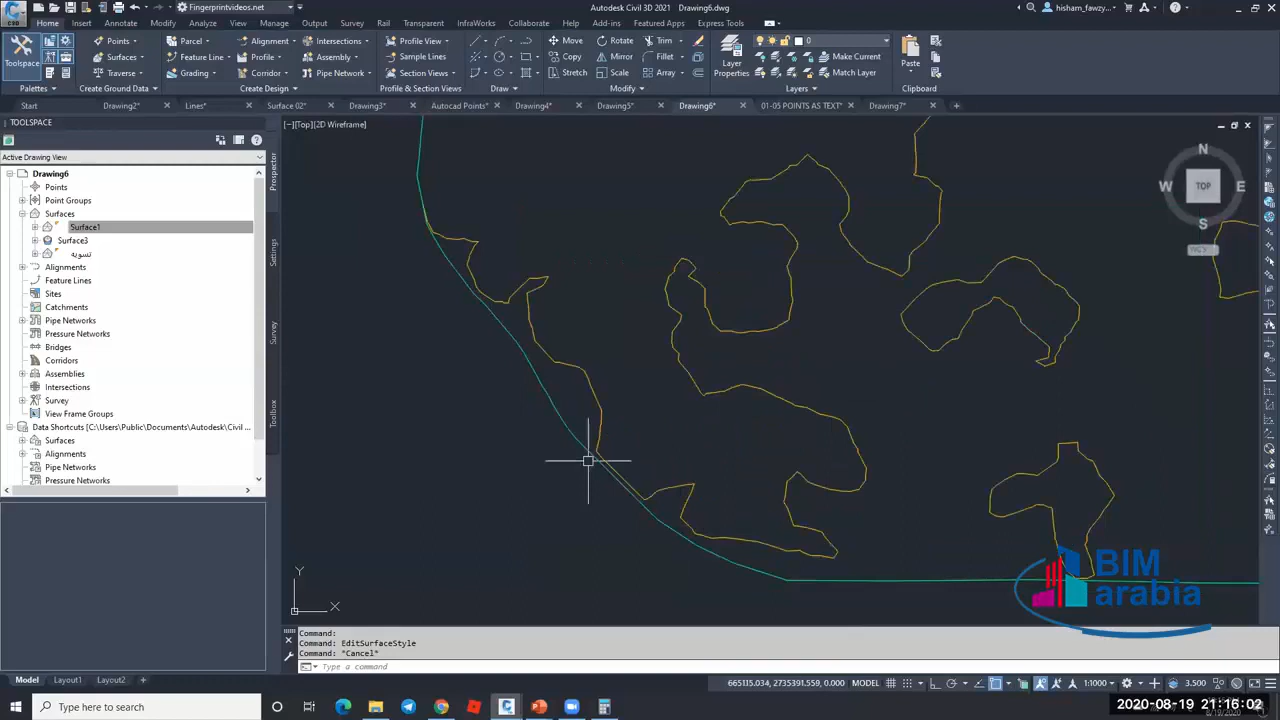 C3D
Fingerprintvideos.net
Autodesk Civil 3D 2021 Drawing6.dwg
hisham_fawzy...
Home Insert Annotate Modify Analyze View Manage Output Survey Rail Transparent InfraWorks Collaborate Help Add-ins Featured Apps Express Tools
Toolspace
Points
Surfaces
Traverse
Parcel
Feature Line
Grading
Alignment
Profile
Corridor
Intersections
Assembly
Pipe Network
Profile View
Sample Lines
Section Views
Move
Copy
Stretch
Rotate
Mirror
Scale
Trim
Fillet
Array
Layer
Properties
0
Make Current
Match Layer
Paste
Palettes Create Ground Data Create Design Profile & Section Views Draw Modify Layers Clipboard
Start Drawing2* Lines* Surface 02* Drawing3* Autocad Points* Drawing4* Drawing5* Drawing6* 01-05 POINTS AS TEXT* Drawing7*
TOOLSPACE
Active Drawing View
Drawing6
Points
Point Groups
Surfaces
Surface1
Surface3
تسويه
Alignments
Feature Lines
Sites
Catchments
Pipe Networks
Pressure Networks
Bridges
Corridors
Assemblies
Intersections
Survey
View Frame Groups
Data Shortcuts [C:\Users\Public\Documents\Autodesk\Civil ...
Surfaces
Alignments
Pipe Networks
Pressure Networks
Prospector
Settings
Survey
Toolbox
[−][Top][2D Wireframe]
N
W TOP E
S
WCS
Y
X
BIM
arabia
Command:
Command: EditSurfaceStyle
Command: *Cancel*
Type a command
Model Layout1 Layout2
665115.034, 2735391.559, 0.000 MODEL
1:1000
3.500
Type here to search
2020-08-19 21:16:02